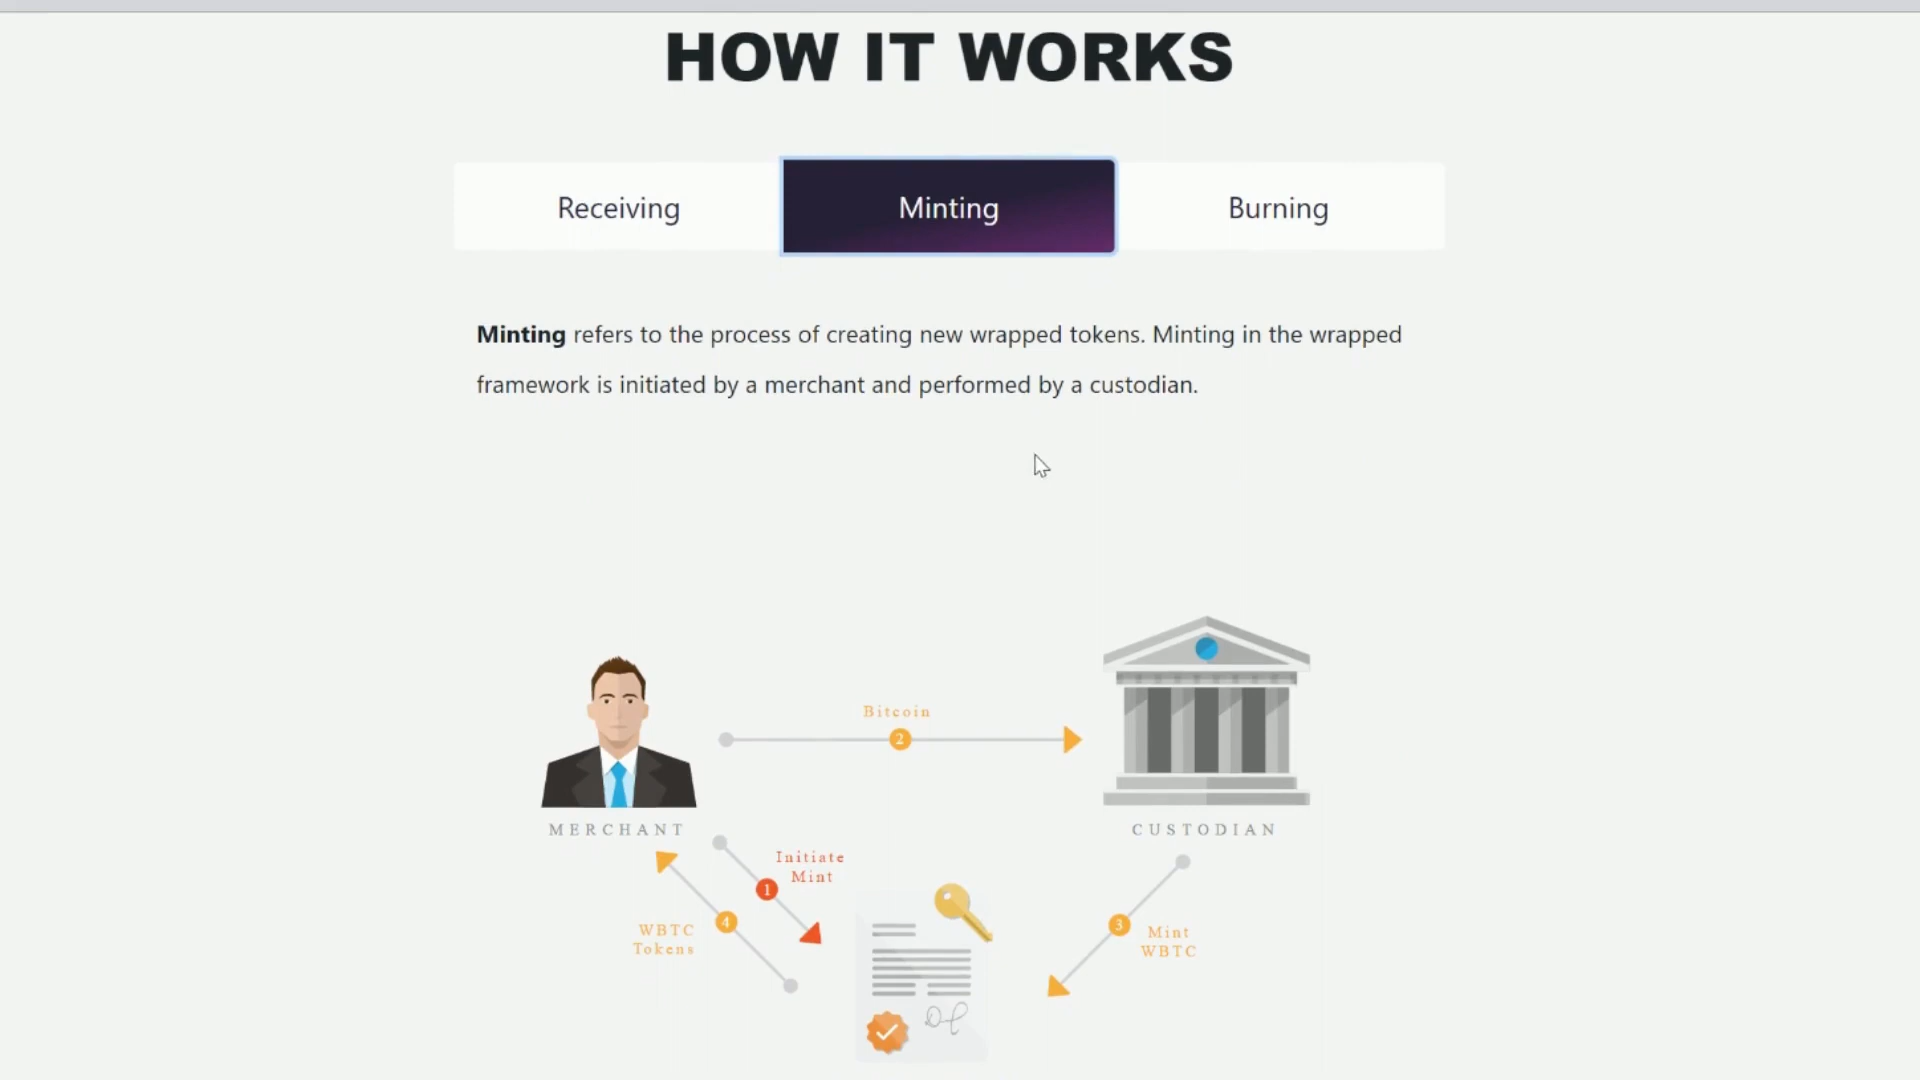 HOW IT WORKS
Receiving
Minting
Burning
Minting refers to the process of creating new wrapped tokens. Minting in the wrapped
framework is initiated by a merchant and performed by a custodian.
Bitcoin
2
MERCHANT
CUSTODIAN
Initiate
Mint
1
WBTC
Tokens
4
3
Mint
WBTC